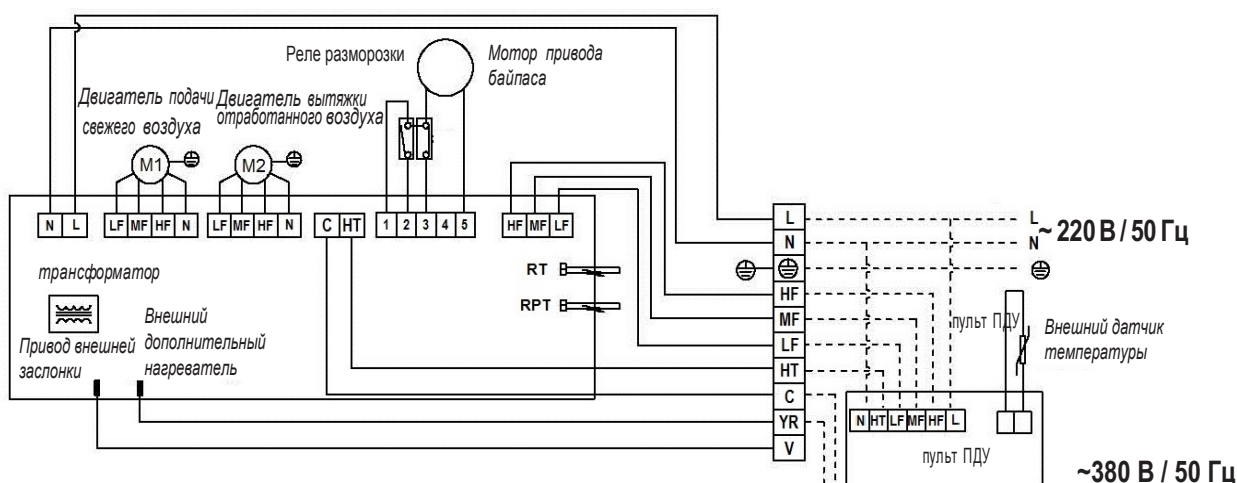 Реле разморозки
Мотор привода
байпаса
Двигатель подачи
свежего воздуха
Двигатель вытяжки
отработанного воздуха
M1
M2
N L
LF MF HF N
LF MF HF N
C HT
1 2 3 4 5
HF MF LF
RT
RPT
трансформатор
Привод внешней
заслонки
Внешний
дополнительный
нагреватель
L
N
HF
MF
LF
HT
C
YR
V
L
N
~ 220 В / 50 Гц
пульт ПДУ
Внешний датчик
температуры
N HT LF MF HF L
пульт ПДУ
~380 В / 50 Гц